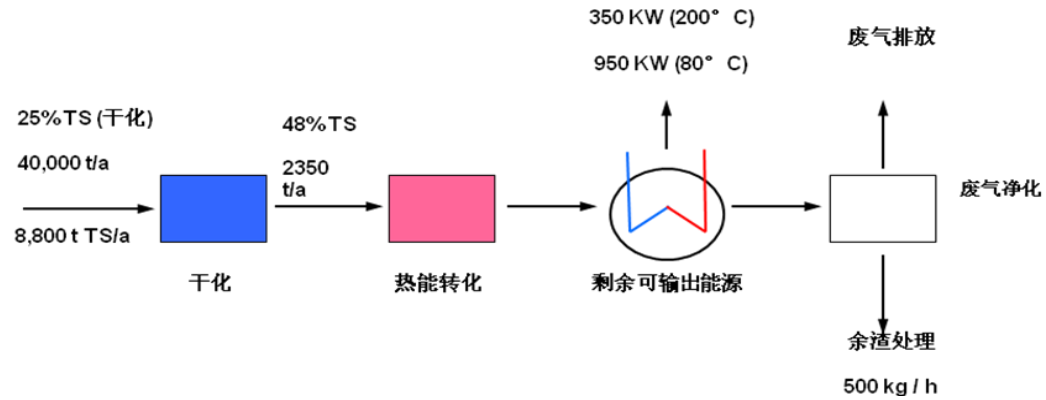 350 KW (200° C)
950 KW (80° C)
废气排放
25%TS (干化)
40,000 t/a
8,800 t TS/a
48%TS
2350
t/a
废气净化
干化
热能转化
剩余可输出能源
余渣处理
500 kg / h